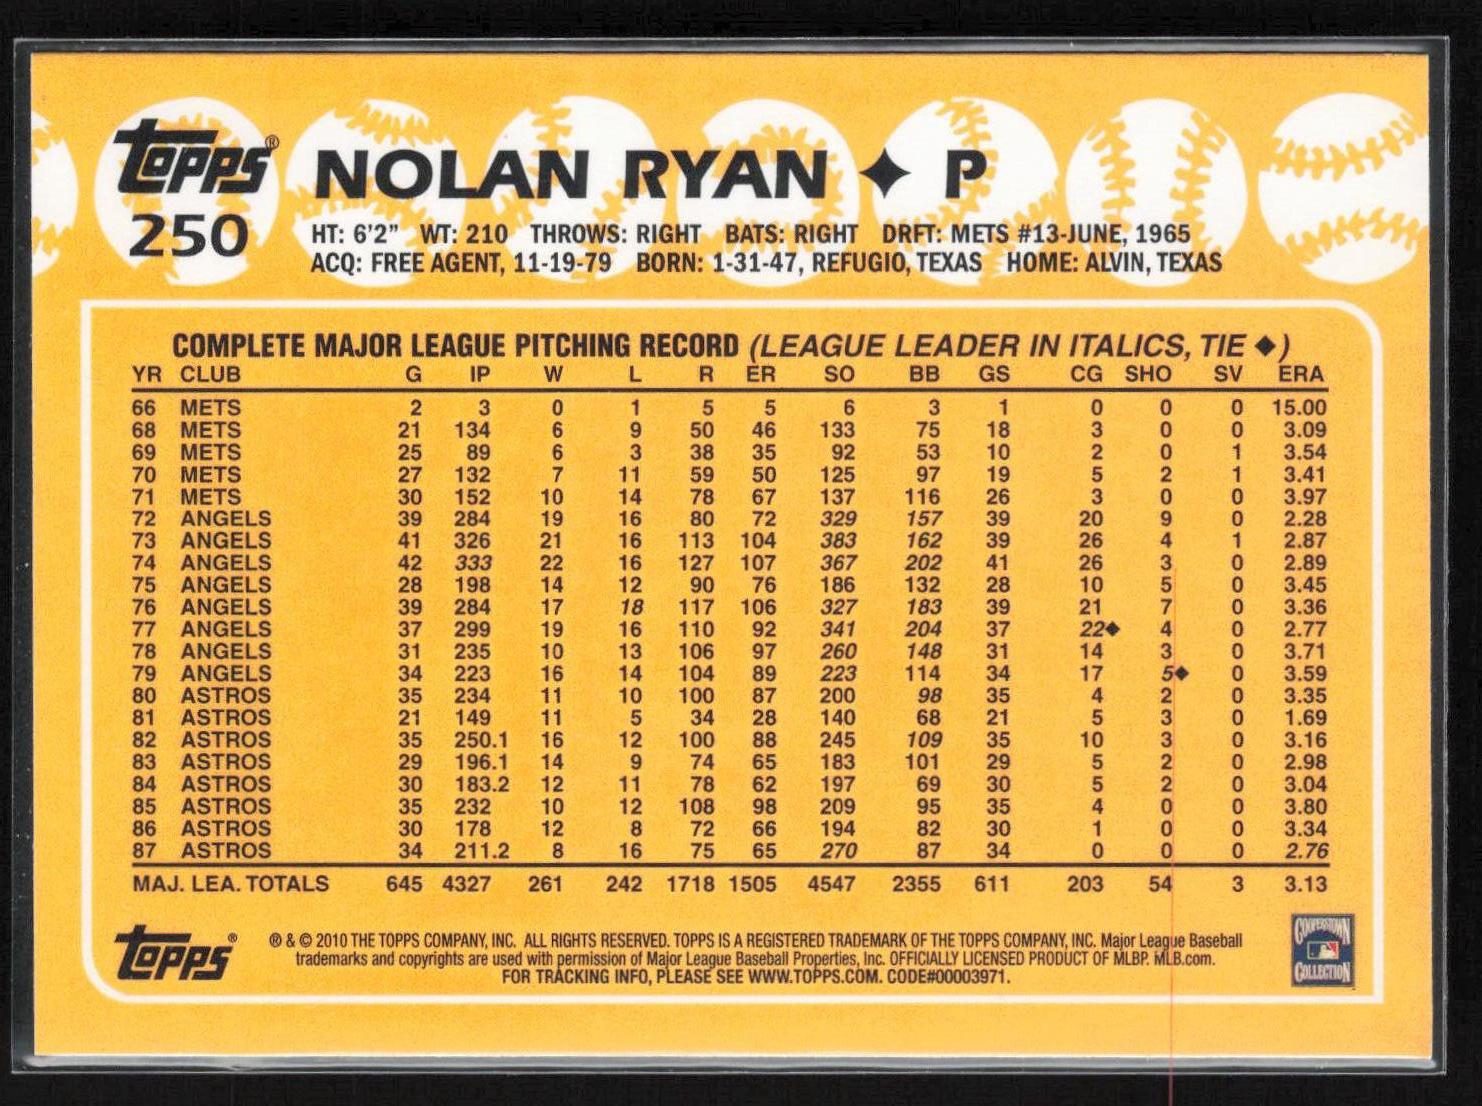 TOPPS®
250
NOLAN RYAN ✦ P
HT: 6'2" WT: 210 THROWS: RIGHT BATS: RIGHT DRFT: METS #13-JUNE, 1965
ACQ: FREE AGENT, 11-19-79 BORN: 1-31-47, REFUGIO, TEXAS HOME: ALVIN, TEXAS
COMPLETE MAJOR LEAGUE PITCHING RECORD (LEAGUE LEADER IN ITALICS, TIE ◆)
YR CLUB G IP W L R ER SO BB GS CG SHO SV ERA
66 METS 2 3 0 1 5 5 6 3 1 0 0 0 15.00
68 METS 21 134 6 9 50 46 133 75 18 3 0 0 3.09
69 METS 25 89 6 3 38 35 92 53 10 2 0 1 3.54
70 METS 27 132 7 11 59 50 125 97 19 5 2 1 3.41
71 METS 30 152 10 14 78 67 137 116 26 3 0 0 3.97
72 ANGELS 39 284 19 16 80 72 329 157 39 20 9 0 2.28
73 ANGELS 41 326 21 16 113 104 383 162 39 26 4 1 2.87
74 ANGELS 42 333 22 16 127 107 367 202 41 26 3 0 2.89
75 ANGELS 28 198 14 12 90 76 186 132 28 10 5 0 3.45
76 ANGELS 39 284 17 18 117 106 327 183 39 21 7 0 3.36
77 ANGELS 37 299 19 16 110 92 341 204 37 22◆ 4 0 2.77
78 ANGELS 31 235 10 13 106 97 260 148 31 14 3 0 3.71
79 ANGELS 34 223 16 14 104 89 223 114 34 17 5◆ 0 3.59
80 ASTROS 35 234 11 10 100 87 200 98 35 4 2 0 3.35
81 ASTROS 21 149 11 5 34 28 140 68 21 5 3 0 1.69
82 ASTROS 35 250.1 16 12 100 88 245 109 35 10 3 0 3.16
83 ASTROS 29 196.1 14 9 74 65 183 101 29 5 2 0 2.98
84 ASTROS 30 183.2 12 11 78 62 197 69 30 5 2 0 3.04
85 ASTROS 35 232 10 12 108 98 209 95 35 4 0 0 3.80
86 ASTROS 30 178 12 8 72 66 194 82 30 1 0 0 3.34
87 ASTROS 34 211.2 8 16 75 65 270 87 34 0 0 0 2.76
MAJ. LEA. TOTALS 645 4327 261 242 1718 1505 4547 2355 611 203 54 3 3.13
TOPPS®
® & © 2010 THE TOPPS COMPANY, INC. ALL RIGHTS RESERVED. TOPPS IS A REGISTERED TRADEMARK OF THE TOPPS COMPANY, INC. Major League Baseball
trademarks and copyrights are used with permission of Major League Baseball Properties, Inc. OFFICIALLY LICENSED PRODUCT OF MLBP. MLB.com.
FOR TRACKING INFO, PLEASE SEE WWW.TOPPS.COM. CODE#00003971.
COOPERSTOWN
COLLECTION